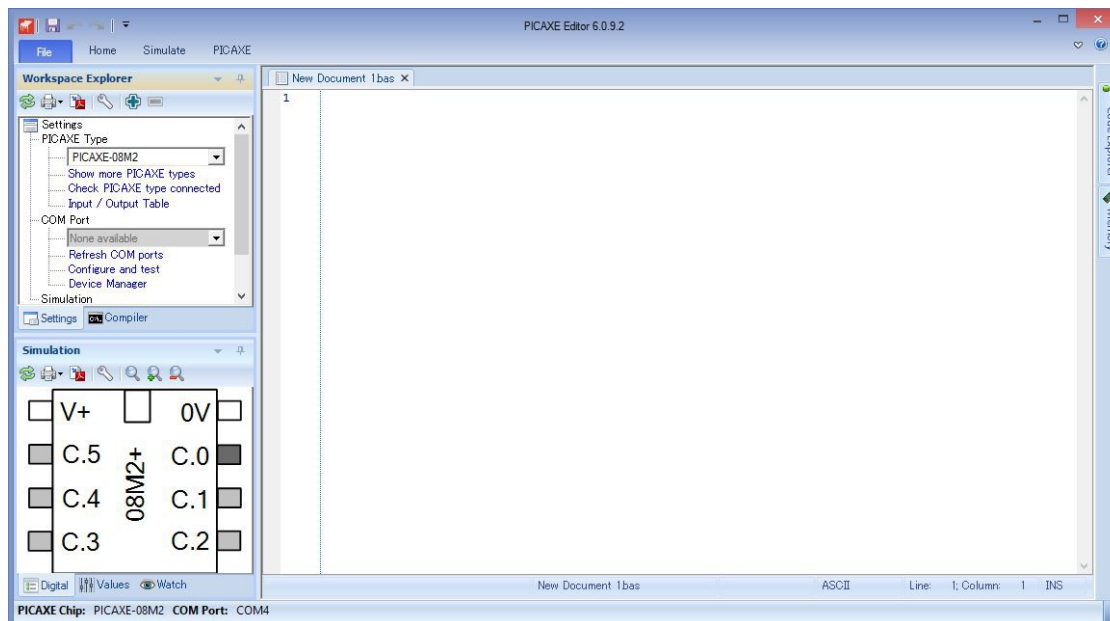 PICAXE Editor 6.0.9.2
File Home Simulate PICAXE
Workspace Explorer
New Document 1.bas
1
Settings
PICAXE Type
PICAXE-08M2
Show more PICAXE types
Check PICAXE type connected
Input / Output Table
COM Port
None available
Refresh COM ports
Configure and test
Device Manager
Simulation
Settings Compiler
Simulation
V+ 0V
C.5 C.0
08M2+
C.4 C.1
C.3 C.2
Digital Values Watch
New Document 1.bas ASCII Line: 1; Column: 1 INS
PICAXE Chip: PICAXE-08M2 COM Port: COM4